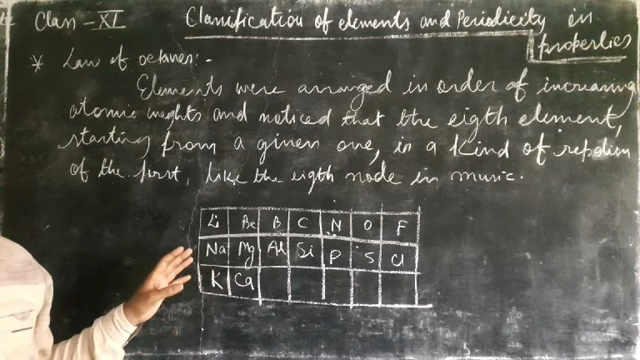 Class - XI
Classification of elements and Periodicity in
properties
* Law of octanes:-
Elements were arranged in order of increasing
atomic weights and noticed that the eigth element,
starting from a given one, is a kind of reption
of the first, like the eigth node in music.
Li Be B C N O F
Na Mg Al Si P S Cl
K Ca